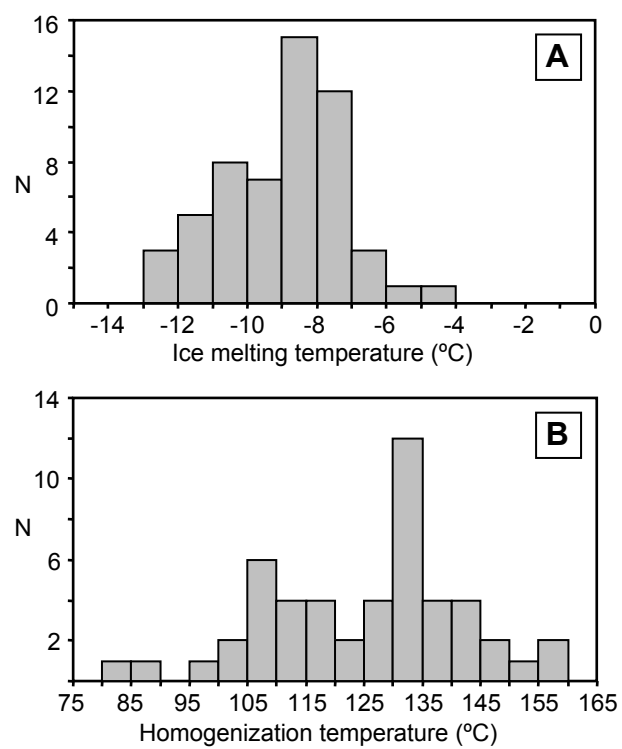 16
A
12
N
8
4
0
-14 -12 -10 -8 -6 -4 -2 0
Ice melting temperature (ºC)
14
B
10
N
6
2
75 85 95 105 115 125 135 145 155 165
Homogenization temperature (ºC)